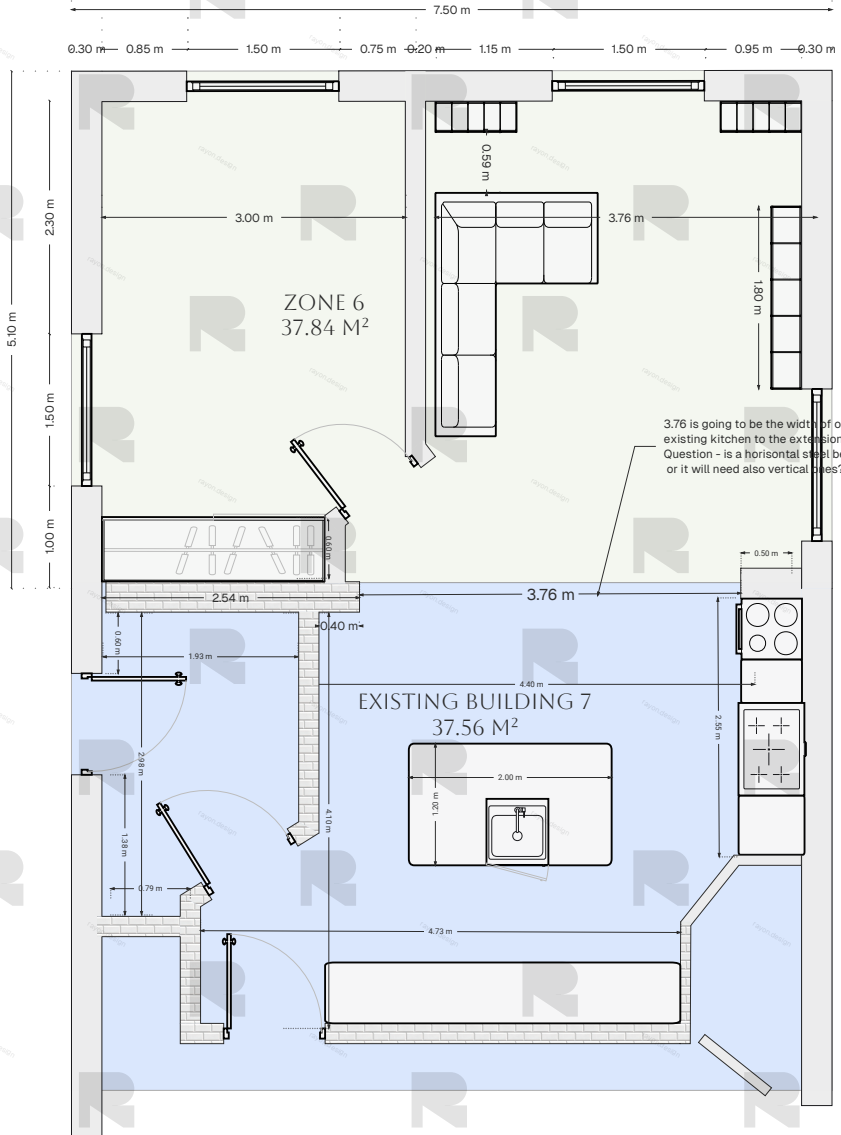 7.50 m
0.30 m 0.85 m 1.50 m 0.75 m 0.20 m 1.15 m 1.50 m 0.95 m 0.30 m
0.59 m
2.30 m
3.00 m
3.76 m
1.80 m
ZONE 6
37.84 M²
5.10 m
1.50 m
3.76 is going to be the width of o
existing kitchen to the extension
Question - is a horisontal steel be
or it will need also vertical ones?
1.00 m
0.60 m
0.50 m
2.54 m
3.76 m
0.40 m
0.60 m
1.93 m
4.40 m
EXISTING BUILDING 7
37.56 M²
2.55 m
2.98 m
2.00 m
1.20 m
4.10 m
1.38 m
0.79 m
4.73 m
rayon.design